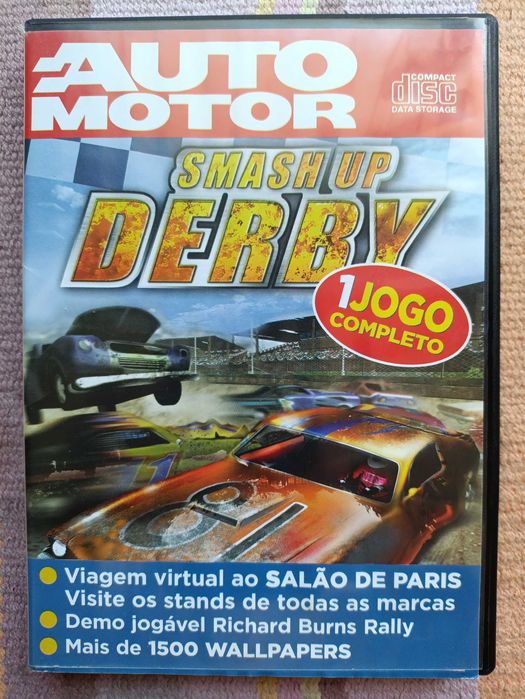 AUTO
MOTOR
COMPACT
disc
DATA STORAGE
SMASH UP
DERBY
1 JOGO
COMPLETO
Viagem virtual ao SALÃO DE PARIS
Visite os stands de todas as marcas
Demo jogável Richard Burns Rally
Mais de 1500 WALLPAPERS